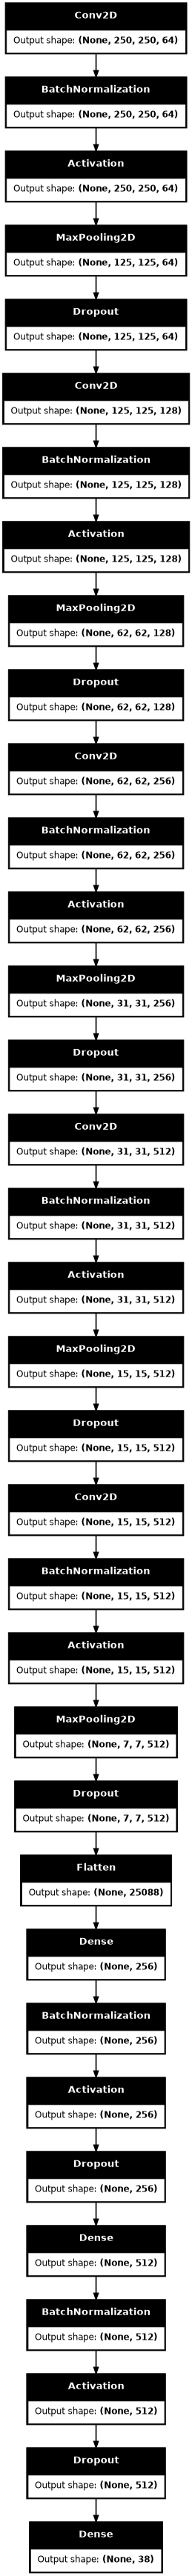 Conv2D
Output shape: (None, 250, 250, 64)
BatchNormalization
Output shape: (None, 250, 250, 64)
Activation
Output shape: (None, 250, 250, 64)
MaxPooling2D
Output shape: (None, 125, 125, 64)
Dropout
Output shape: (None, 125, 125, 64)
Conv2D
Output shape: (None, 125, 125, 128)
BatchNormalization
Output shape: (None, 125, 125, 128)
Activation
Output shape: (None, 125, 125, 128)
MaxPooling2D
Output shape: (None, 62, 62, 128)
Dropout
Output shape: (None, 62, 62, 128)
Conv2D
Output shape: (None, 62, 62, 256)
BatchNormalization
Output shape: (None, 62, 62, 256)
Activation
Output shape: (None, 62, 62, 256)
MaxPooling2D
Output shape: (None, 31, 31, 256)
Dropout
Output shape: (None, 31, 31, 256)
Conv2D
Output shape: (None, 31, 31, 512)
BatchNormalization
Output shape: (None, 31, 31, 512)
Activation
Output shape: (None, 31, 31, 512)
MaxPooling2D
Output shape: (None, 15, 15, 512)
Dropout
Output shape: (None, 15, 15, 512)
Conv2D
Output shape: (None, 15, 15, 512)
BatchNormalization
Output shape: (None, 15, 15, 512)
Activation
Output shape: (None, 15, 15, 512)
MaxPooling2D
Output shape: (None, 7, 7, 512)
Dropout
Output shape: (None, 7, 7, 512)
Flatten
Output shape: (None, 25088)
Dense
Output shape: (None, 256)
BatchNormalization
Output shape: (None, 256)
Activation
Output shape: (None, 256)
Dropout
Output shape: (None, 256)
Dense
Output shape: (None, 512)
BatchNormalization
Output shape: (None, 512)
Activation
Output shape: (None, 512)
Dropout
Output shape: (None, 512)
Dense
Output shape: (None, 38)